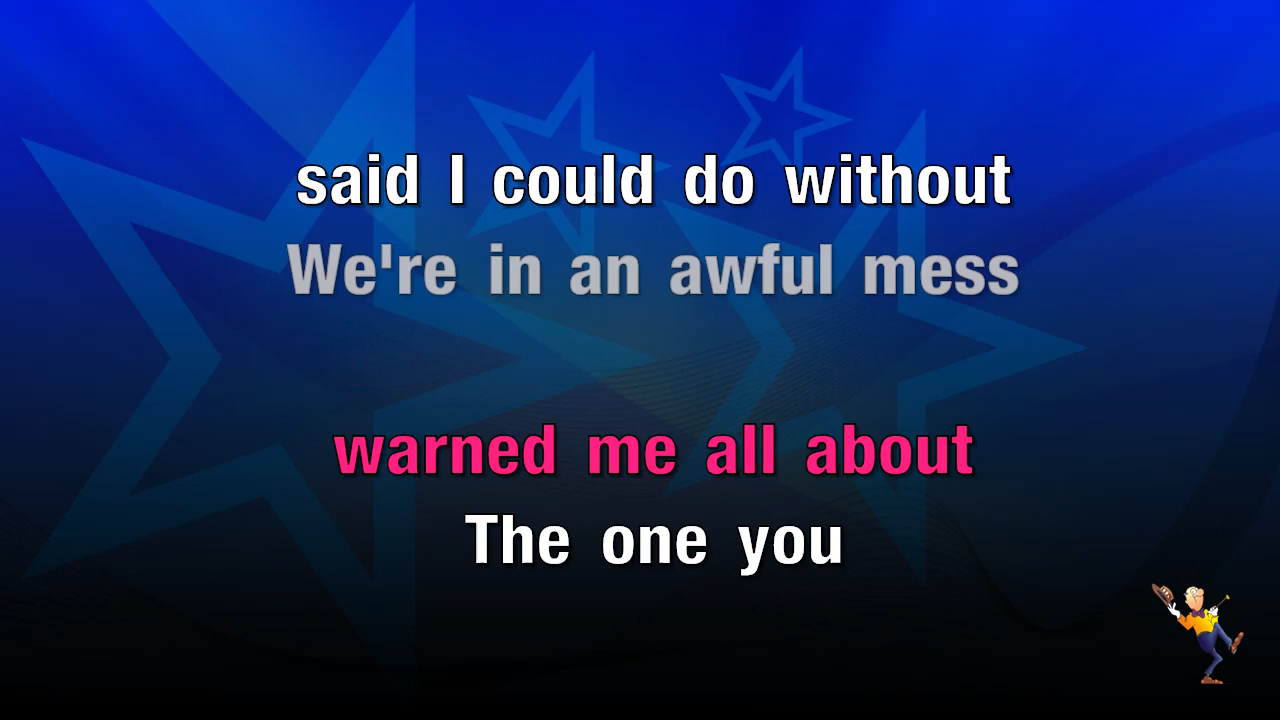 said I could do without
We're in an awful mess
warned me all about
The one you